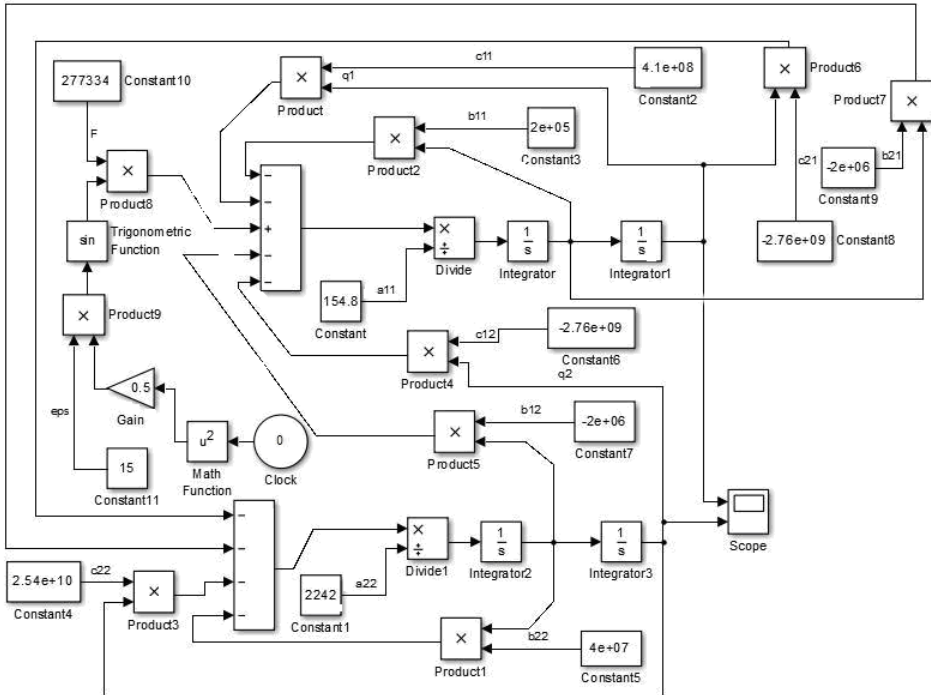 c11
4.1e+08
q1
Constant2
Product
×
Product6
277334
Constant10
×
Product7
×
b11
2e+05
Constant3
×
Product2
c21
-2e+06
b21
Constant9
F
×
Product8
sin
Trigonometric
Function
−
−
+
−
−
×
÷
Divide
1
s
Integrator
1
s
Integrator1
-2.76e+09
Constant8
154.8
a11
Constant
×
Product9
c12
-2.76e+09
Constant6
×
Product4
q2
0.5
Gain
eps
b12
-2e+06
Constant7
×
Product5
u2
Math
Function
0
Clock
15
Constant11
−
−
−
−
×
÷
Divide1
1
s
Integrator2
1
s
Integrator3
Scope
2.54e+10
c22
Constant4
×
Product3
2242
a22
Constant1
×
Product1
b22
4e+07
Constant5